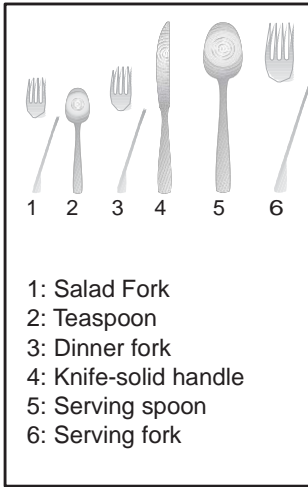 1 2 3 4 5 6
1: Salad Fork
2: Teaspoon
3: Dinner fork
4: Knife-solid handle
5: Serving spoon
6: Serving fork